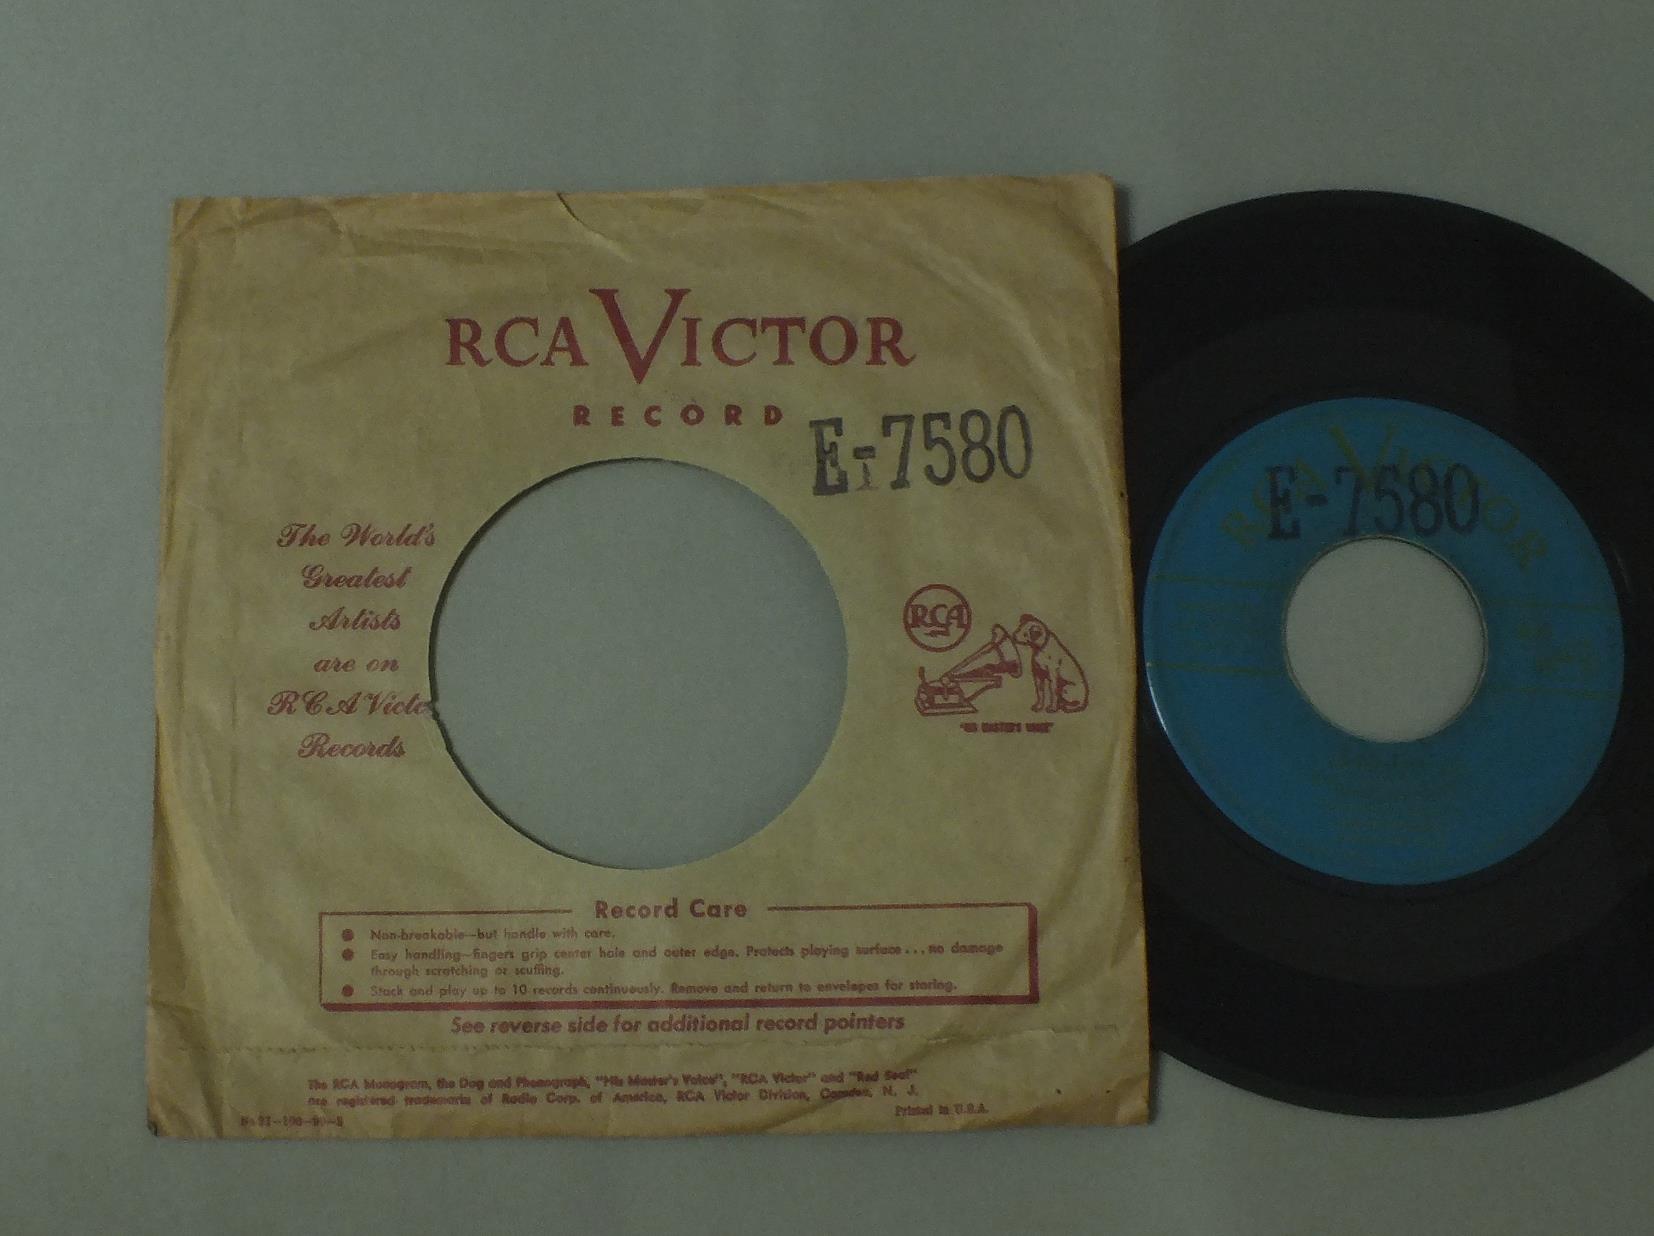 RCA VICTOR
RECORD
E-7580
The World's
Greatest
Artists
are on
RCA Victo
Records
RCA
"HIS MASTER'S VOICE"
Record Care
Non-breakable—but handle with care.
Easy handling—fingers grip center hole and outer edge. Protects playing surface...no damage
through scratching or scuffing.
Stack and play up to 10 records continuously. Remove and return to envelopes for storing.
See reverse side for additional record pointers
The RCA Monogram, the Dog and Phonograph, "His Master's Voice", "RCA Victor" and "Red Seal"
are registered trademarks of Radio Corp. of America, RCA Victor Division, Camden, N. J.
Printed in U.S.A.
RCA VICTOR
E-7580